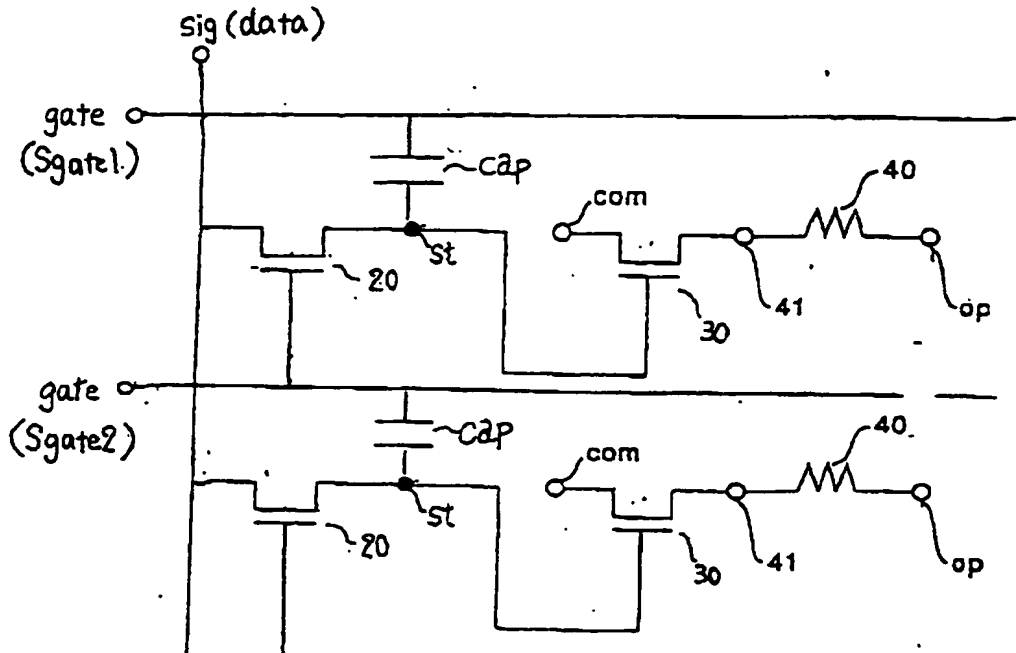 sig (data)
gate
(Sgate1.)
cap
com
40
st
20
30
41
op
gate
(Sgate2)
cap
com
40
st
20
30
41
op